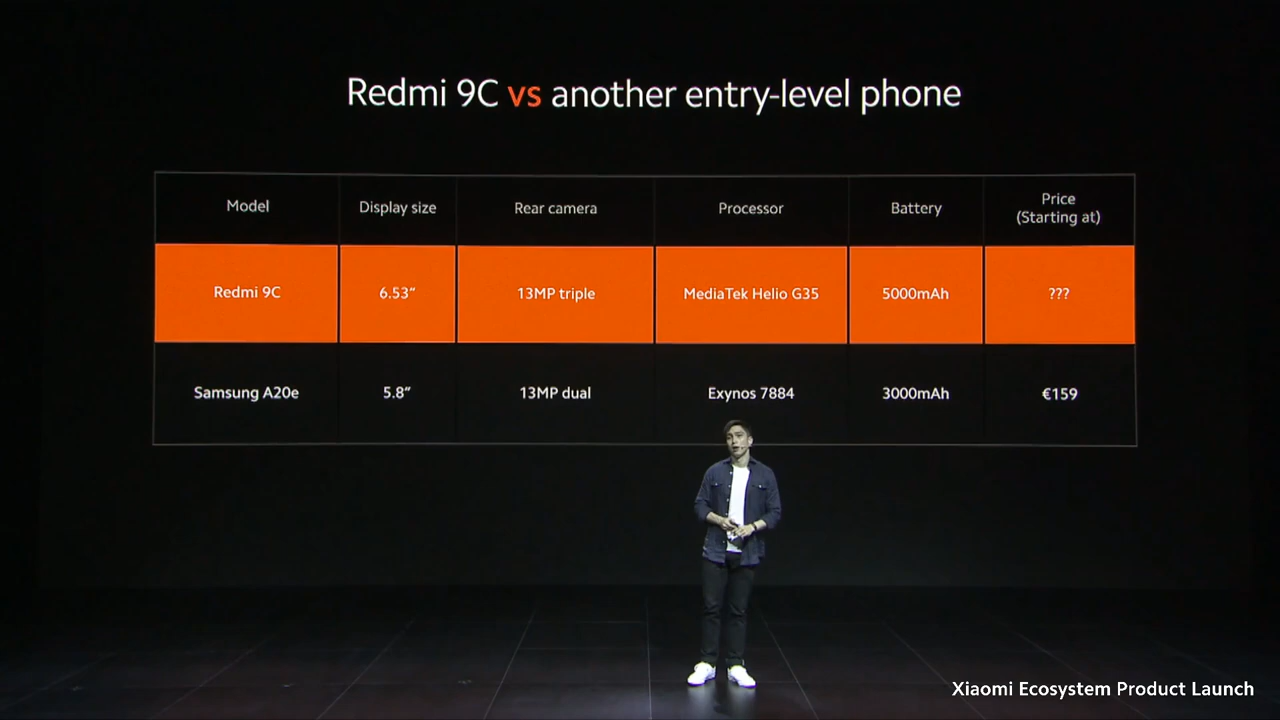 Redmi 9C vs another entry-level phone
Model
Display size
Rear camera
Processor
Battery
Price
(Starting at)
Redmi 9C
6.53″
13MP triple
MediaTek Helio G35
5000mAh
???
Samsung A20e
5.8″
13MP dual
Exynos 7884
3000mAh
€159
Xiaomi Ecosystem Product Launch